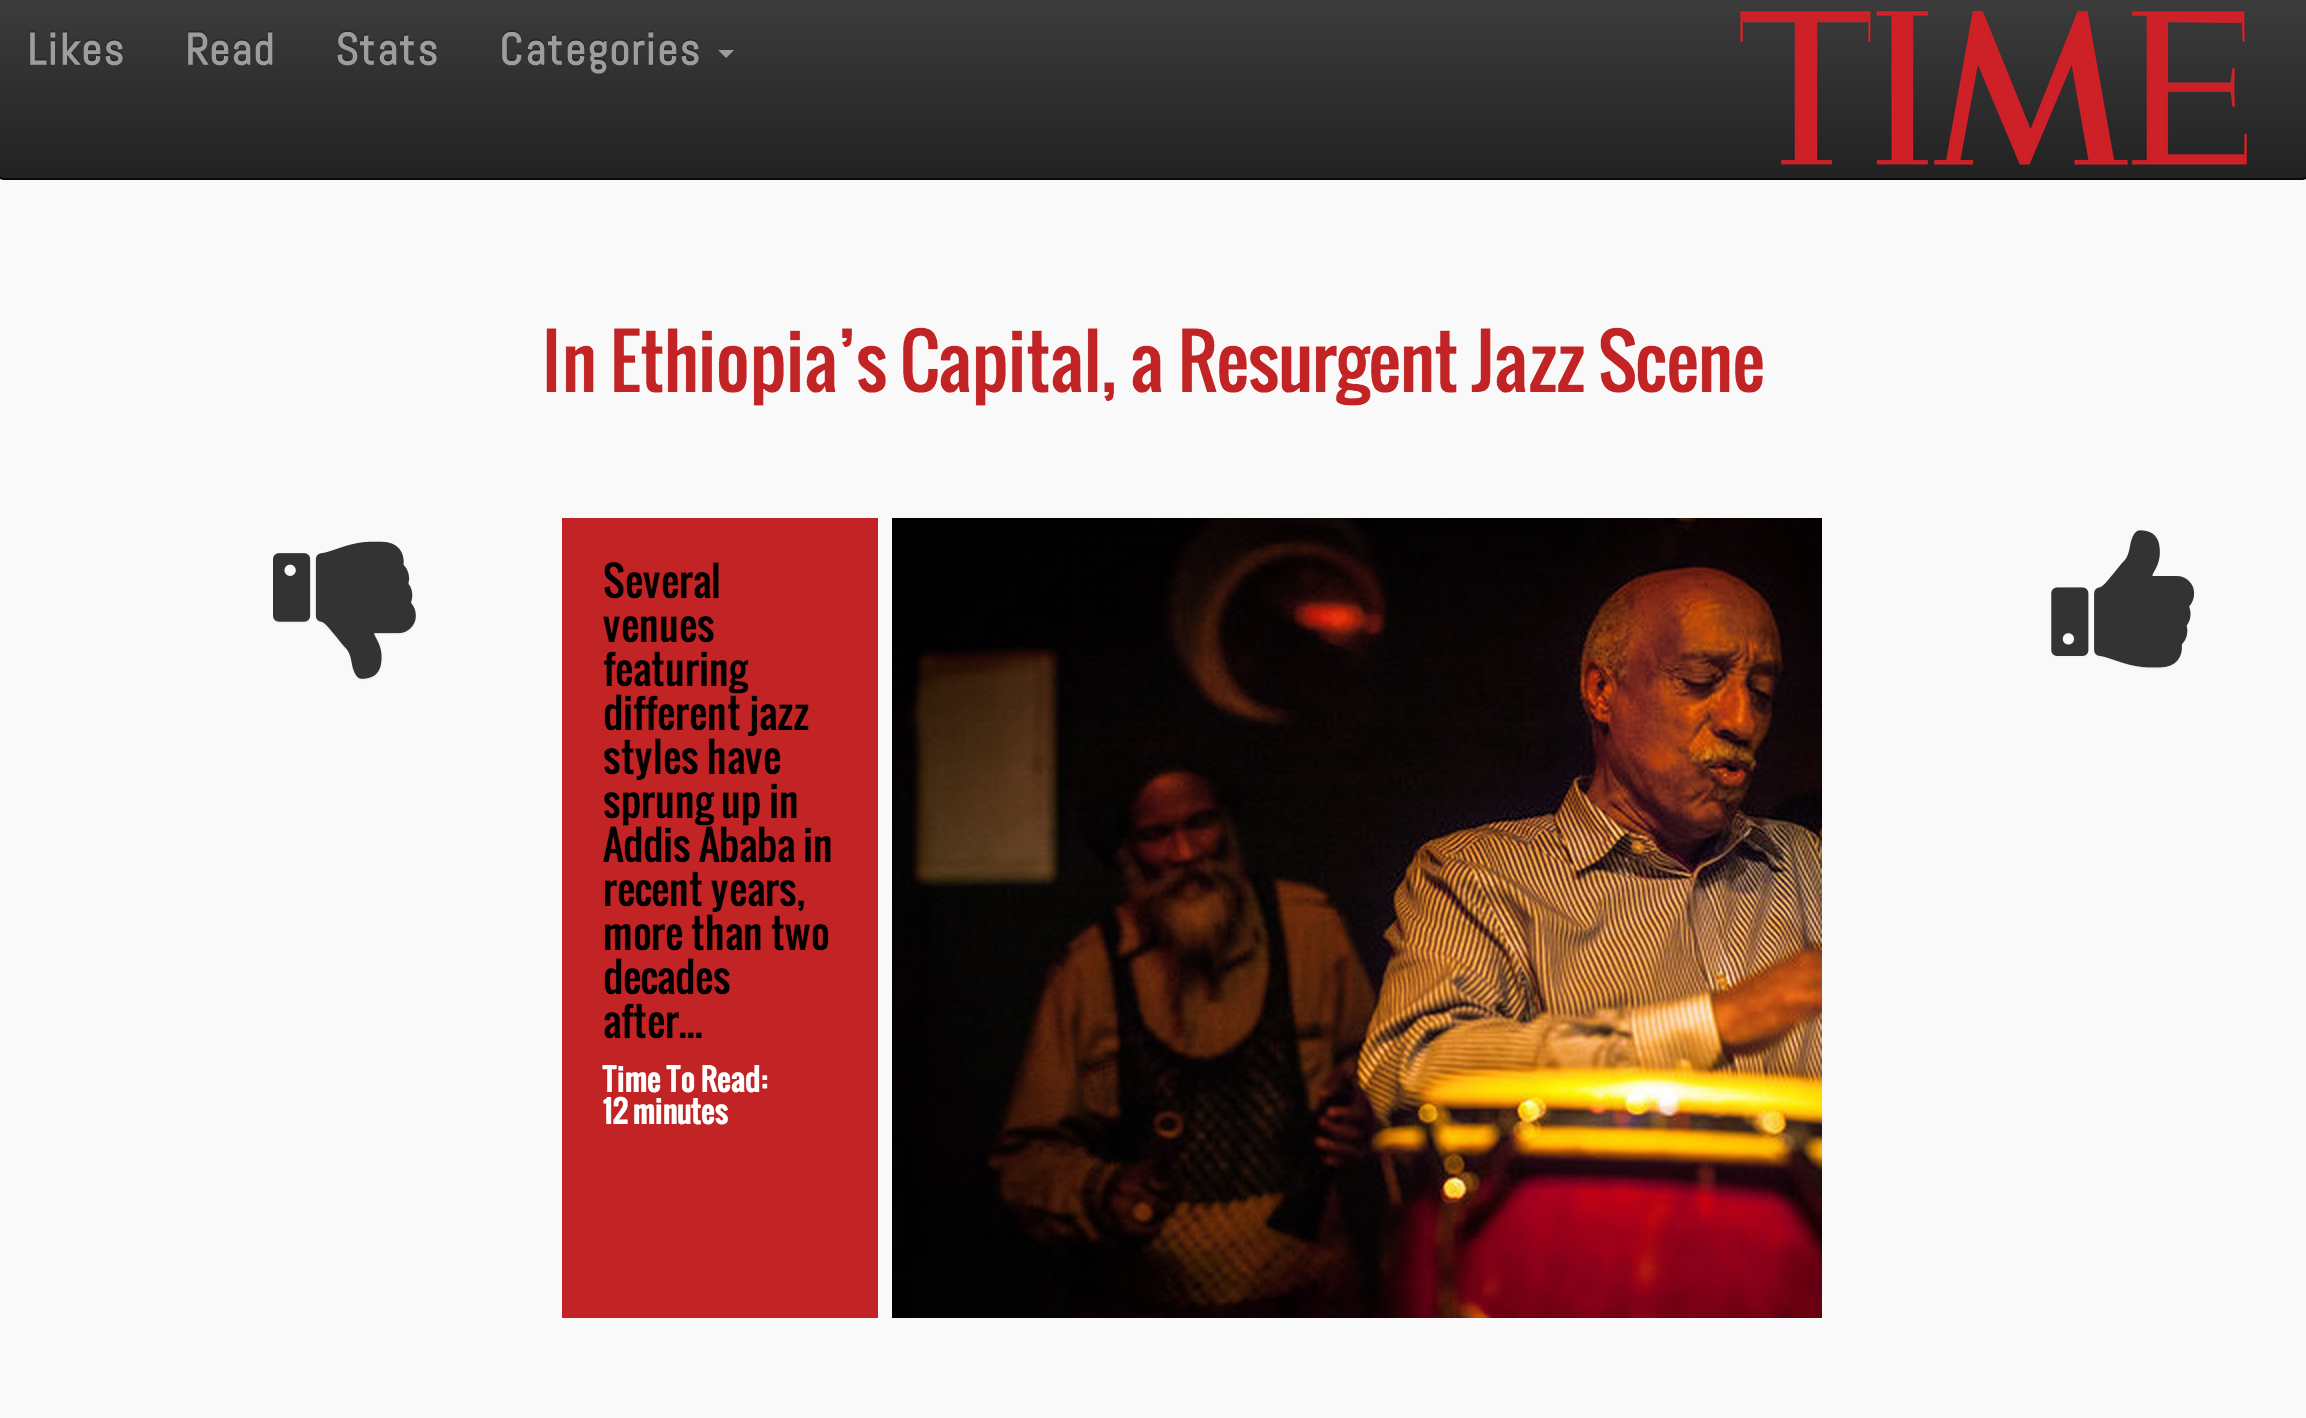 Likes Read Stats Categories
TIME
In Ethiopia’s Capital, a Resurgent Jazz Scene
Several
venues
featuring
different jazz
styles have
sprung up in
Addis Ababa in
recent years,
more than two
decades
after...
Time To Read:
12 minutes